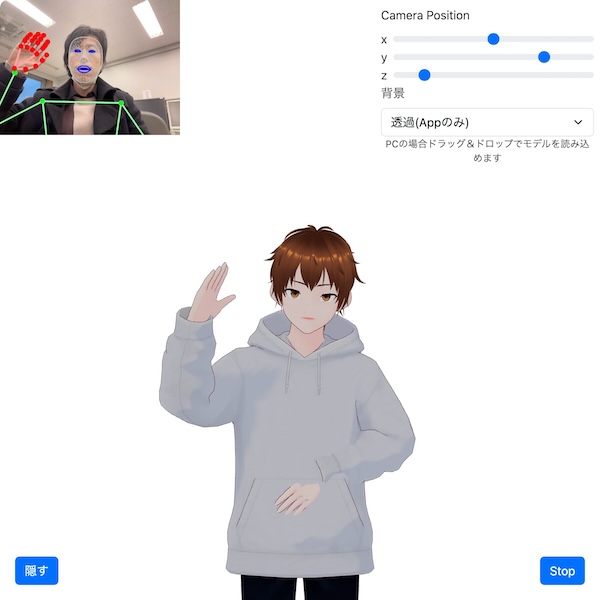 Camera Position
x
y
z
背景
透過(Appのみ)
PCの場合ドラッグ＆ドロップでモデルを読み込
めます
隠す
Stop